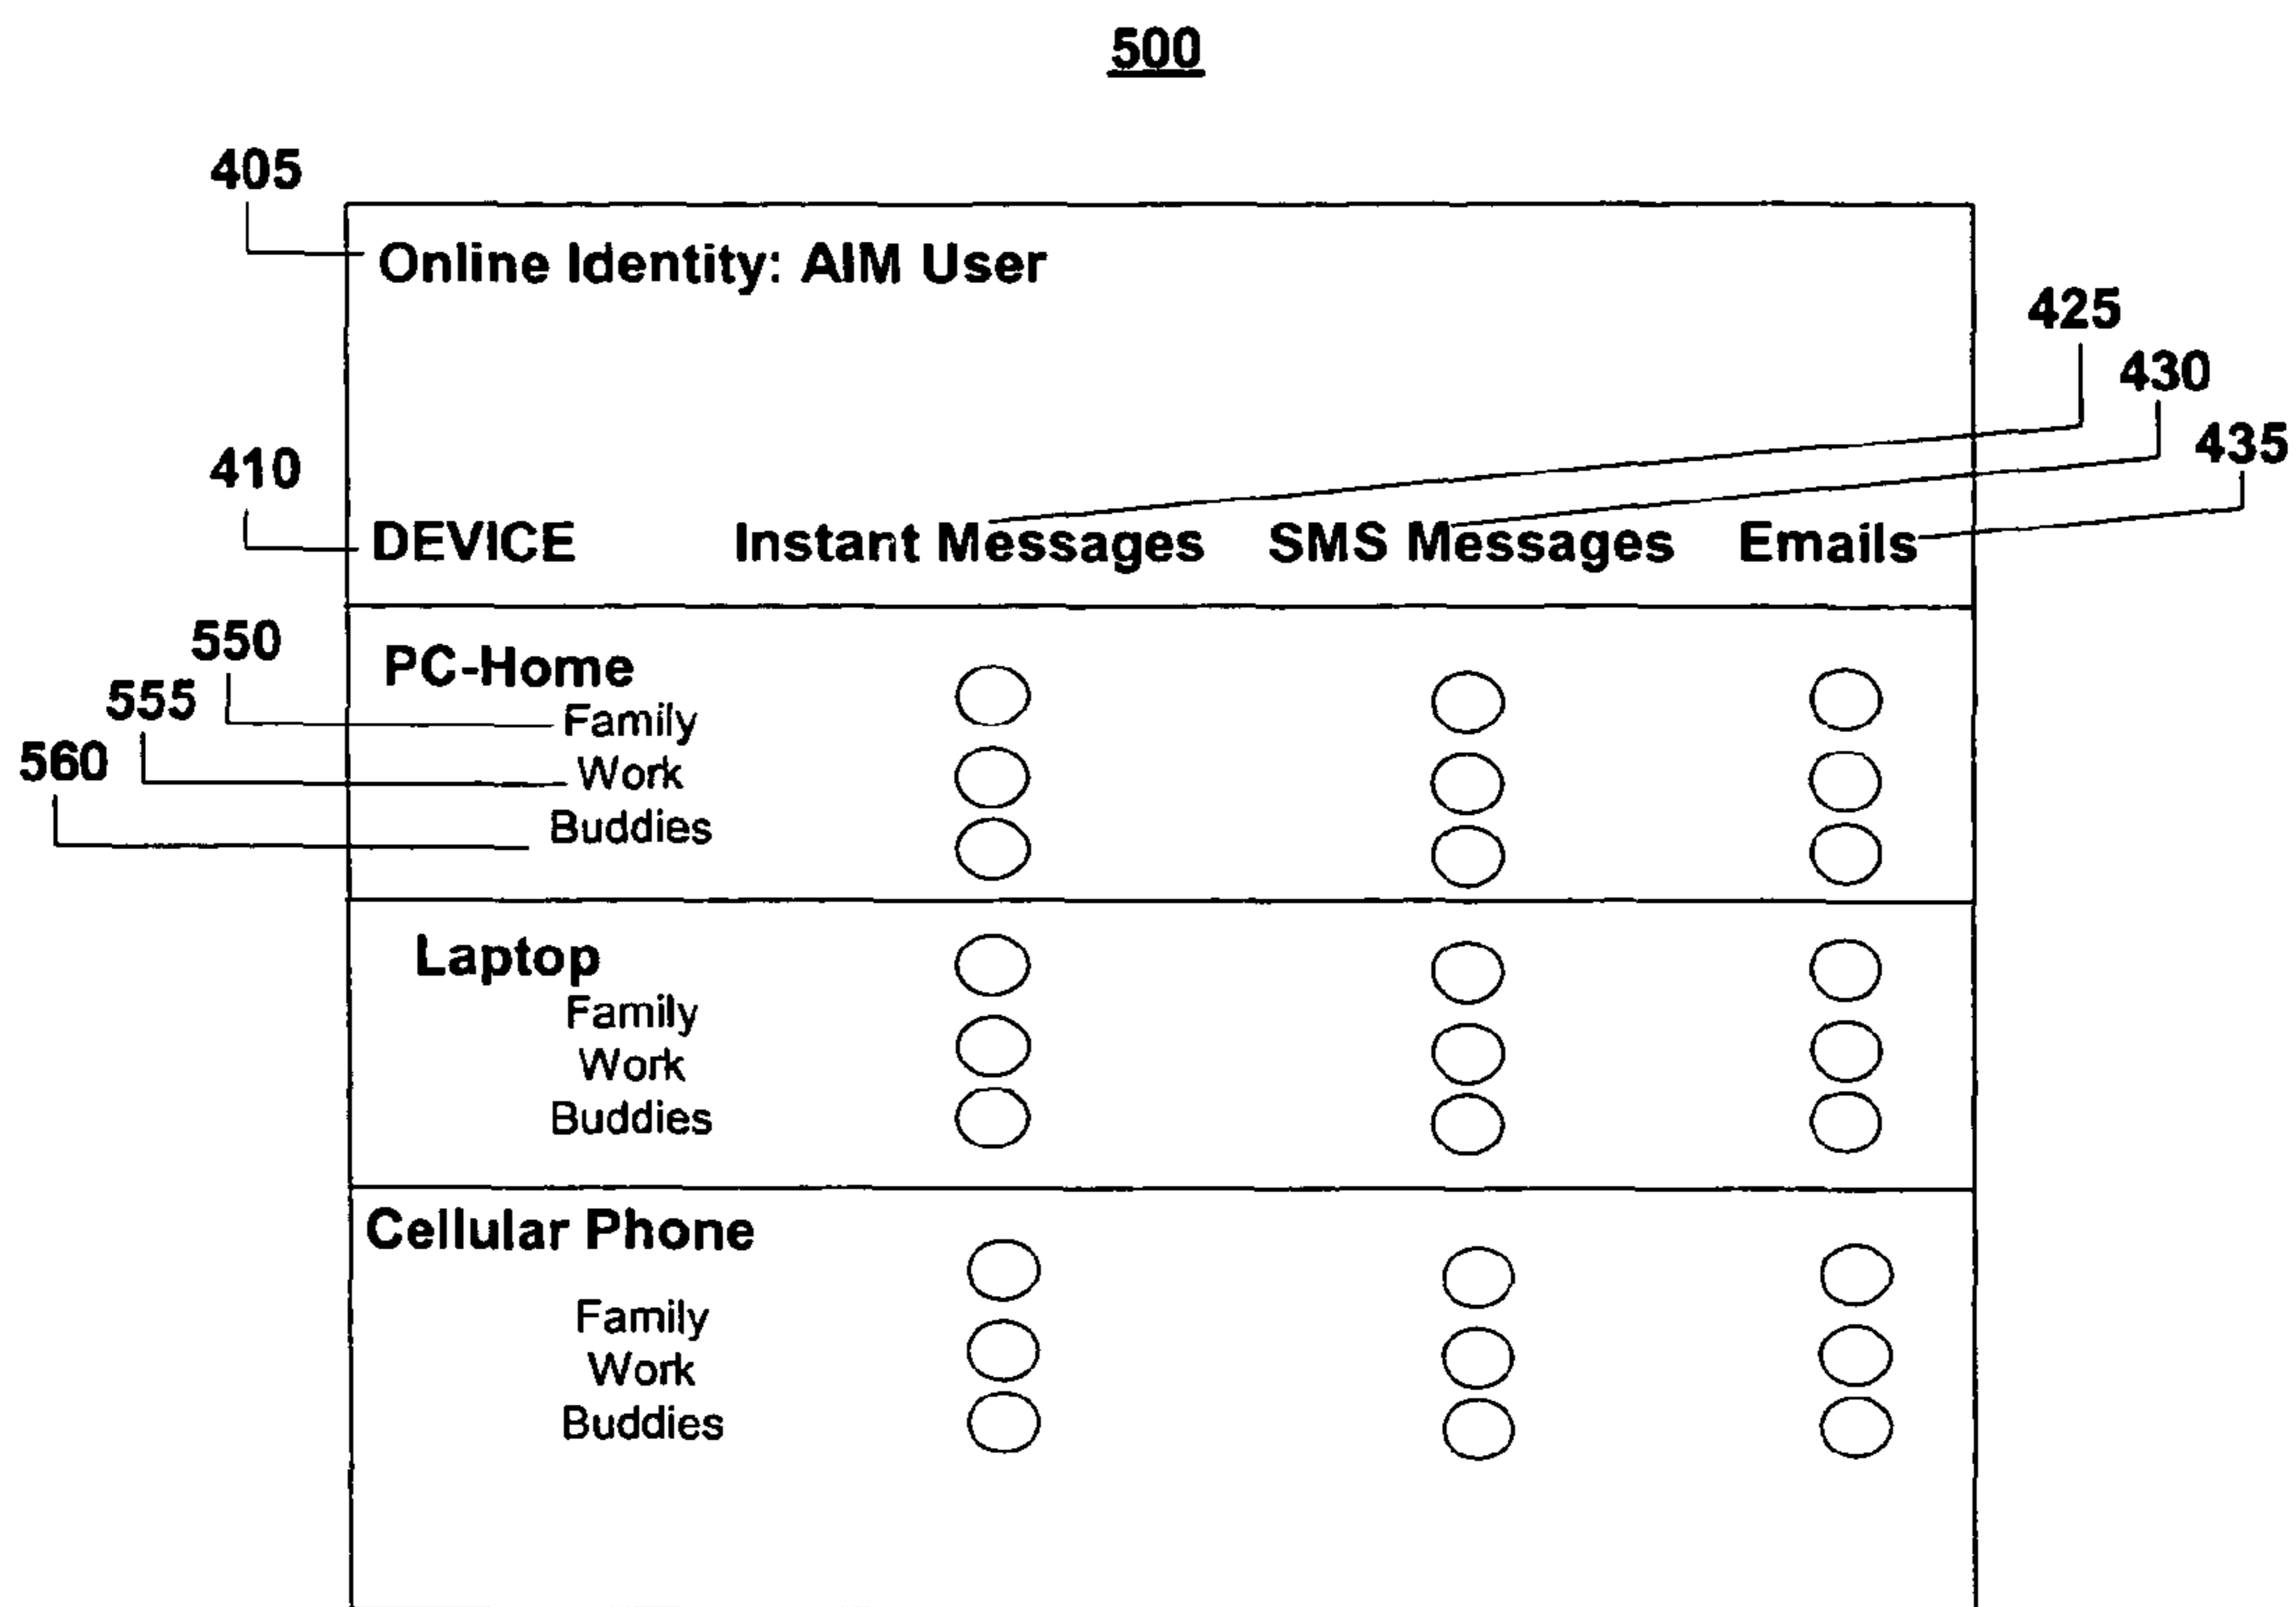 500
405
Online Identity: AIM User
425
430
435
410
DEVICE Instant Messages SMS Messages Emails
550
PC-Home
555
Family
560
Work
Buddies
Laptop
Family
Work
Buddies
Cellular Phone
Family
Work
Buddies